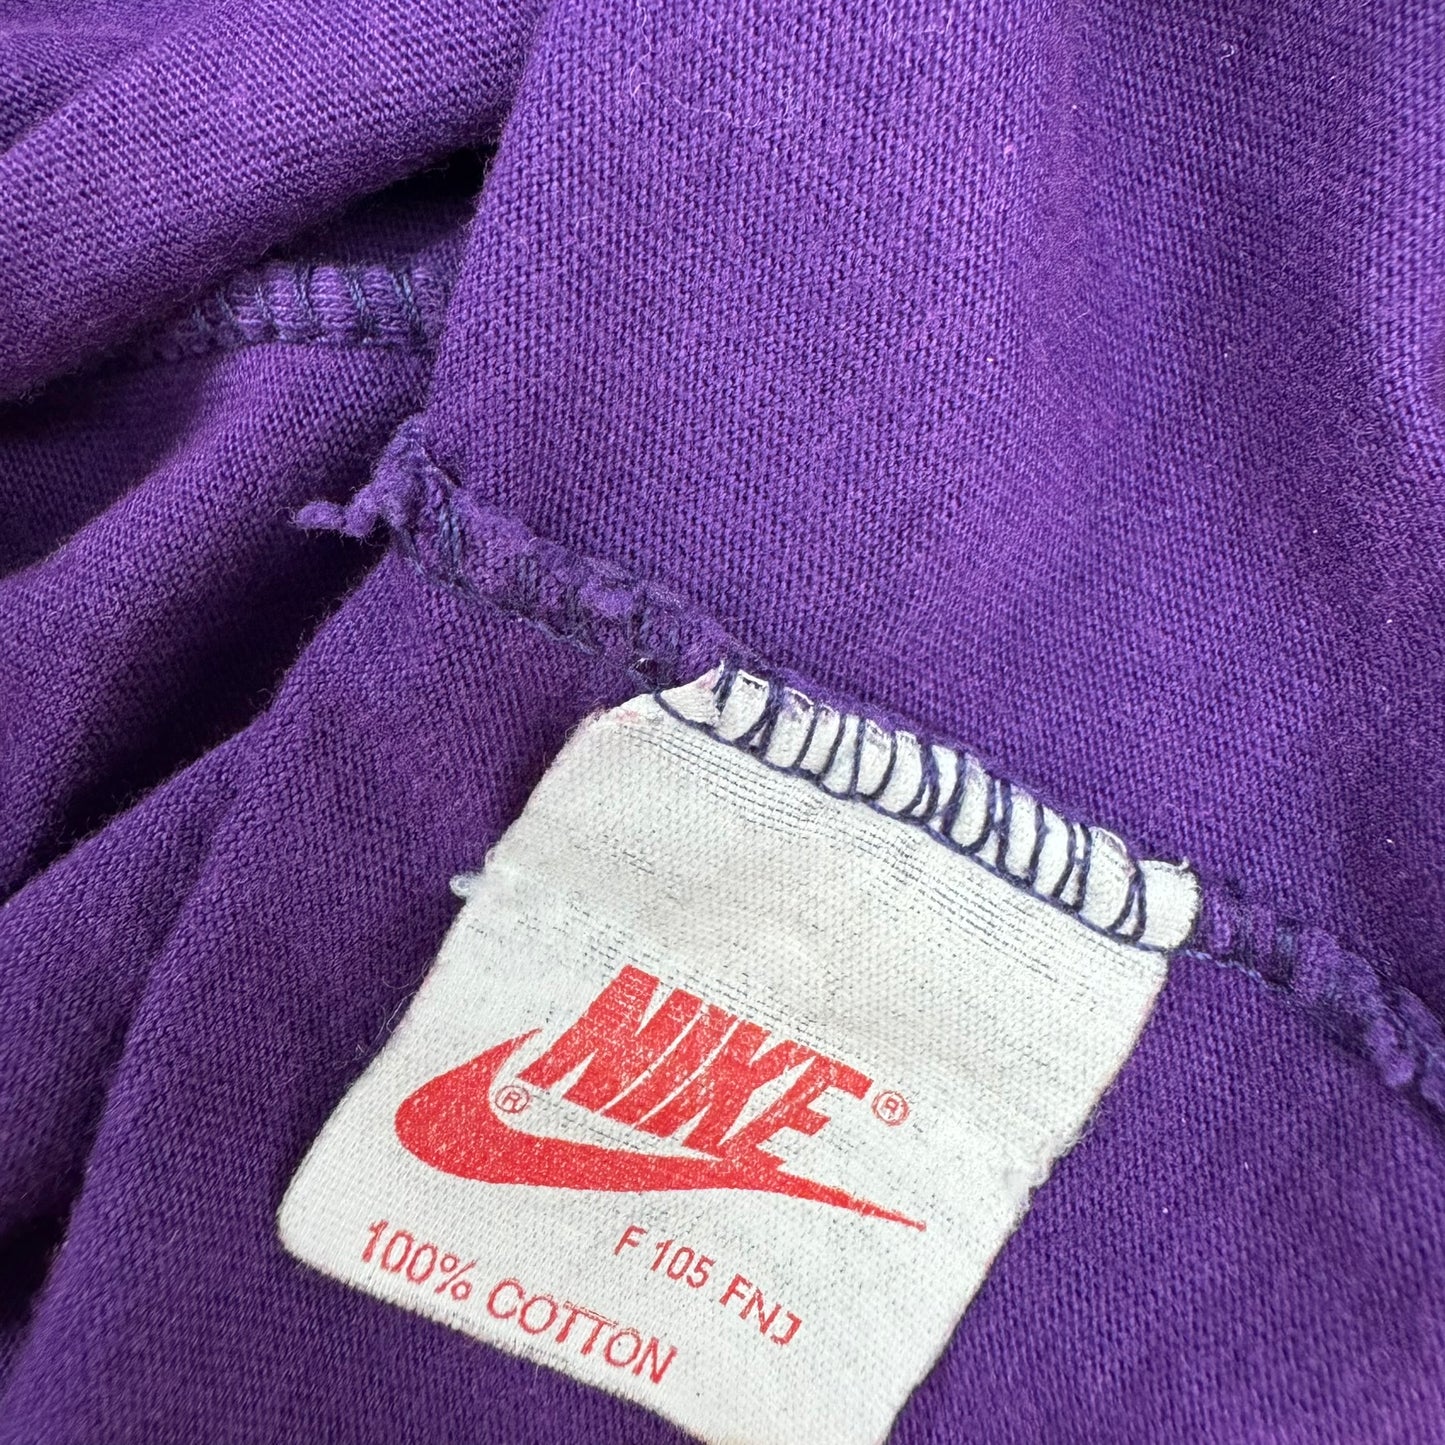 NIKE ® ®
F 105 FNJ
100% COTTON